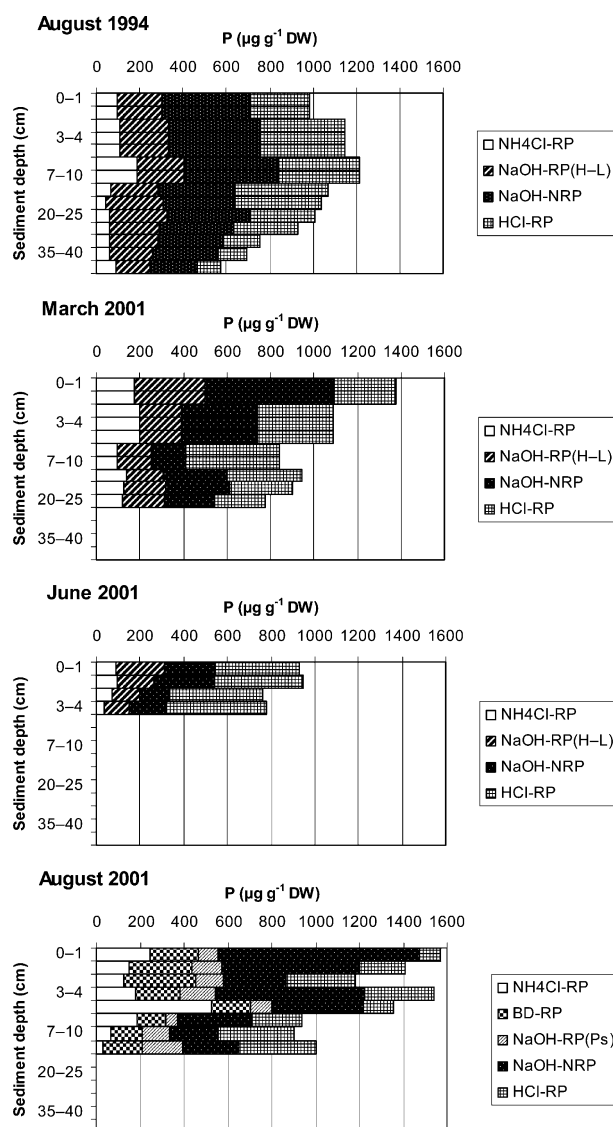 August 1994
P (µg g-1 DW)
0 200 400 600 800 1000 1200 1400 1600
Sediment depth (cm)
0–1
3–4
7–10
20–25
35–40
NH4Cl-RP
NaOH-RP(H–L)
NaOH-NRP
HCl-RP
March 2001
P (µg g-1 DW)
0 200 400 600 800 1000 1200 1400 1600
Sediment depth (cm)
0–1
3–4
7–10
20–25
35–40
NH4Cl-RP
NaOH-RP(H–L)
NaOH-NRP
HCl-RP
June 2001
P (µg g-1 DW)
0 200 400 600 800 1000 1200 1400 1600
Sediment depth (cm)
0–1
3–4
7–10
20–25
35–40
NH4Cl-RP
NaOH-RP(H–L)
NaOH-NRP
HCl-RP
August 2001
P (µg g-1 DW)
0 200 400 600 800 1000 1200 1400 1600
Sediment depth (cm)
0–1
3–4
7–10
20–25
35–40
NH4Cl-RP
BD-RP
NaOH-RP(Ps)
NaOH-NRP
HCl-RP